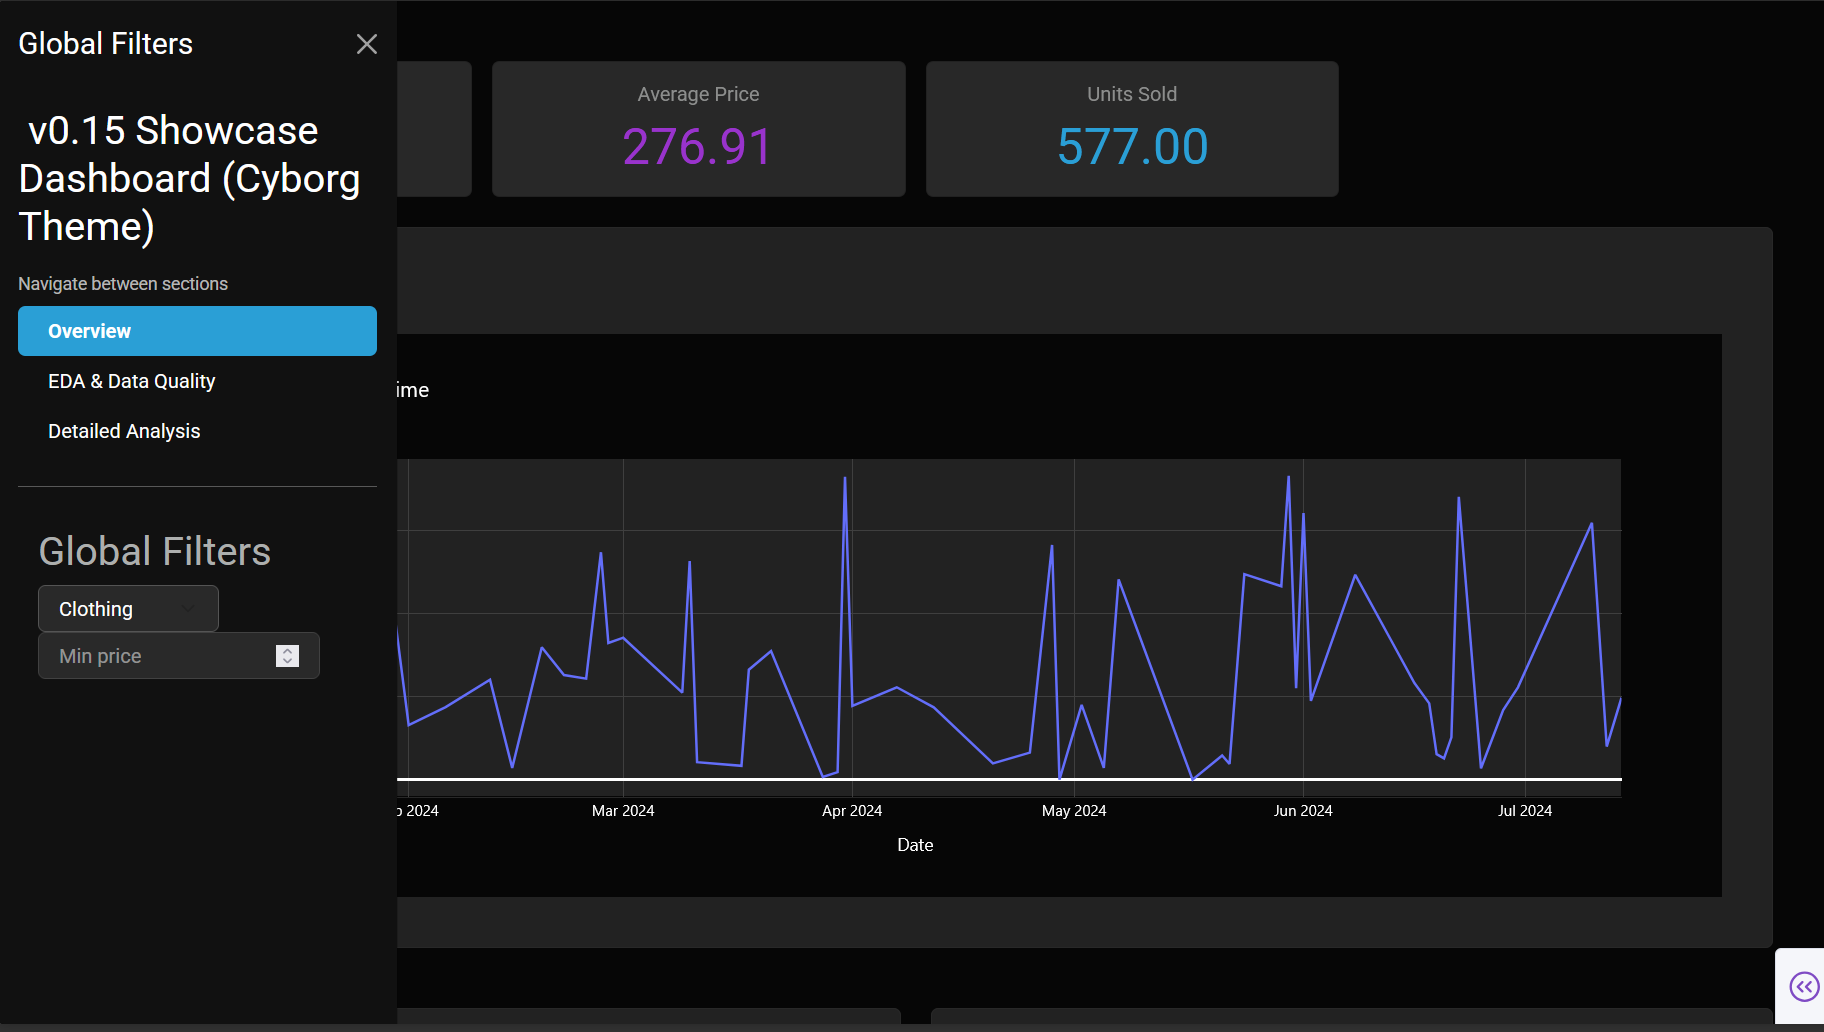 Global Filters
v0.15 Showcase
Dashboard (Cyborg
Theme)
Navigate between sections
Overview
EDA & Data Quality
Detailed Analysis
Global Filters
Clothing
Min price
Average Price
276.91
Units Sold
577.00
ime
2024
Mar 2024
Apr 2024
May 2024
Jun 2024
Jul 2024
Date